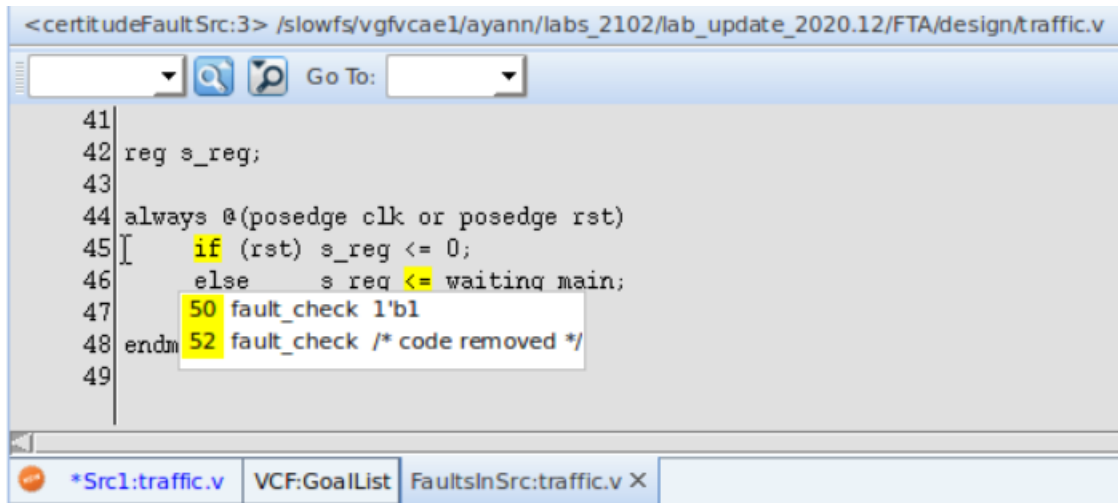 <certitudeFaultSrc:3> /slowfs/vgfvcae1/ayann/labs_2102/lab_update_2020.12/FTA/design/traffic.v
Go To:
41
42 reg s_reg;
43
44 always @(posedge clk or posedge rst)
45 if (rst) s_reg <= 0;
46 else s_reg <= waiting_main;
47
50 fault_check 1'b1
48 endm
52 fault_check /* code removed */
49
*Src1:traffic.v VCF:GoalList FaultsInSrc:traffic.v